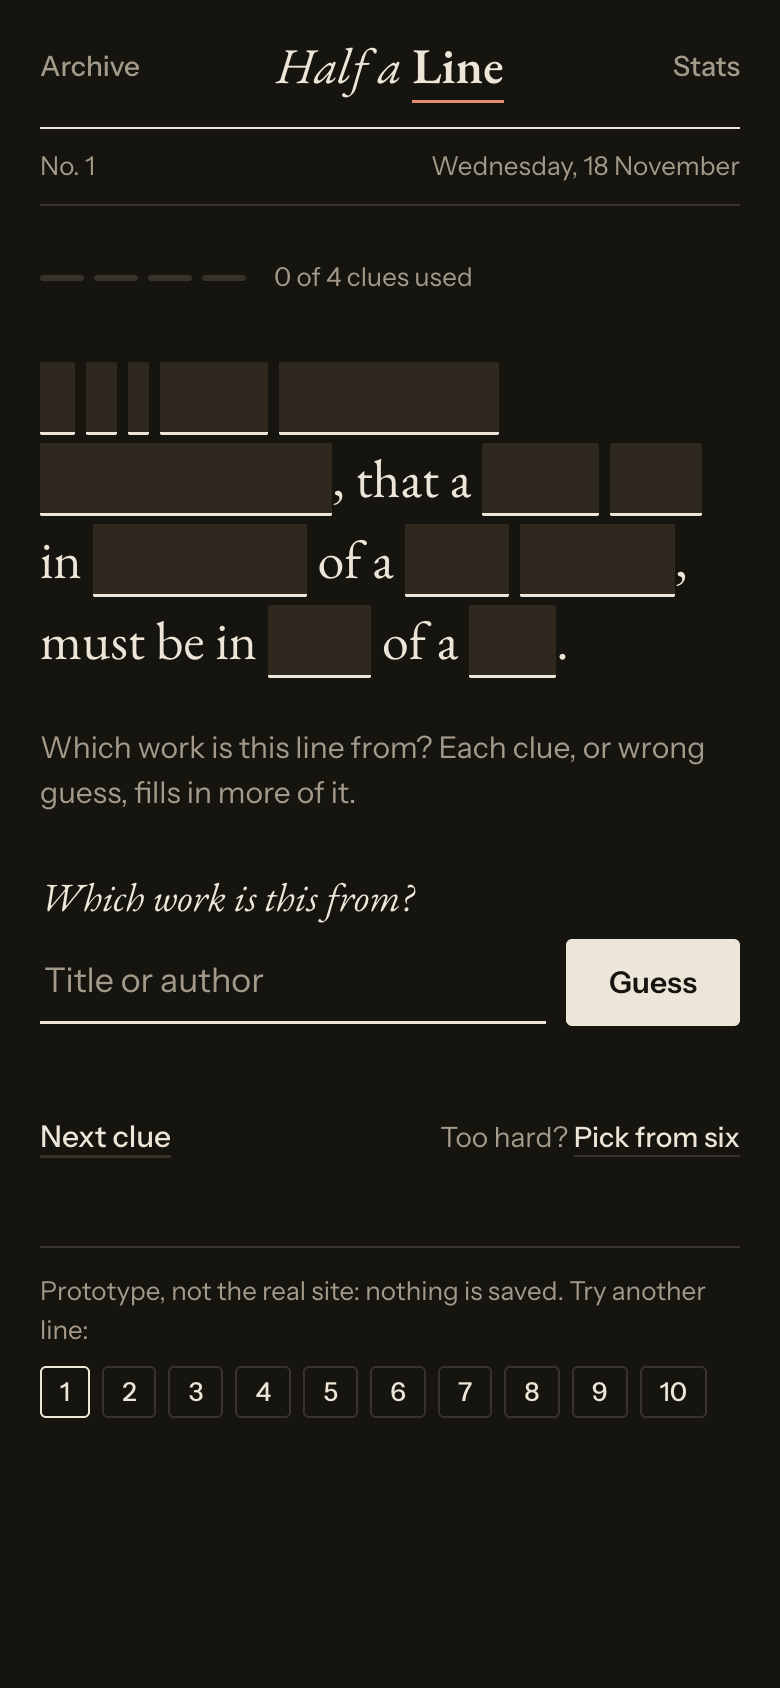 Archive
Half a Line
Stats
No. 1
Wednesday, 18 November
0 of 4 clues used
, that a
in of a ,
must be in of a .
Which work is this line from? Each clue, or wrong
guess, fills in more of it.
Which work is this from?
Title or author
Guess
Next clue
Too hard? Pick from six
Prototype, not the real site: nothing is saved. Try another
line:
1 2 3 4 5 6 7 8 9 10